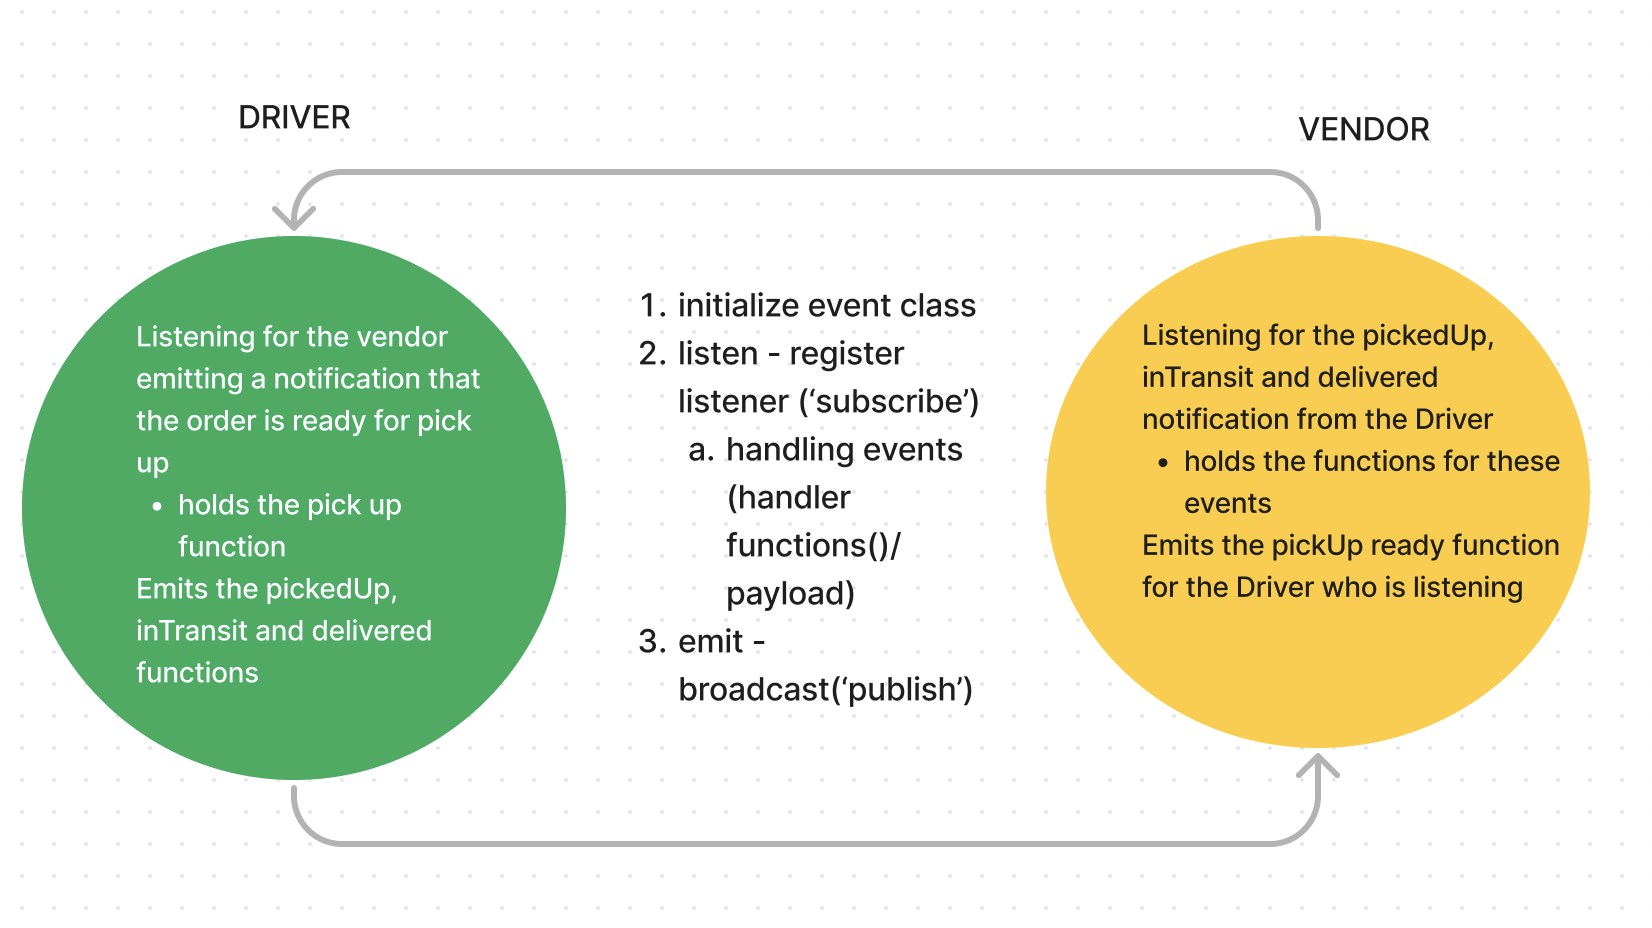 DRIVER
VENDOR
Listening for the vendor
emitting a notification that
the order is ready for pick
up
• holds the pick up
function
Emits the pickedUp,
inTransit and delivered
functions
1. initialize event class
2. listen - register
listener (‘subscribe’)
a. handling events
(handler
functions()/
payload)
3. emit -
broadcast(‘publish’)
Listening for the pickedUp,
inTransit and delivered
notification from the Driver
• holds the functions for these
events
Emits the pickUp ready function
for the Driver who is listening